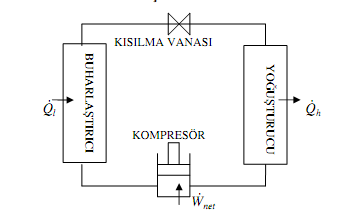 KISILMA VANASI
BUHARLAŞTIRICI
YOĞUŞTURUCU
Q̇l
Q̇h
KOMPRESÖR
Ẇnet